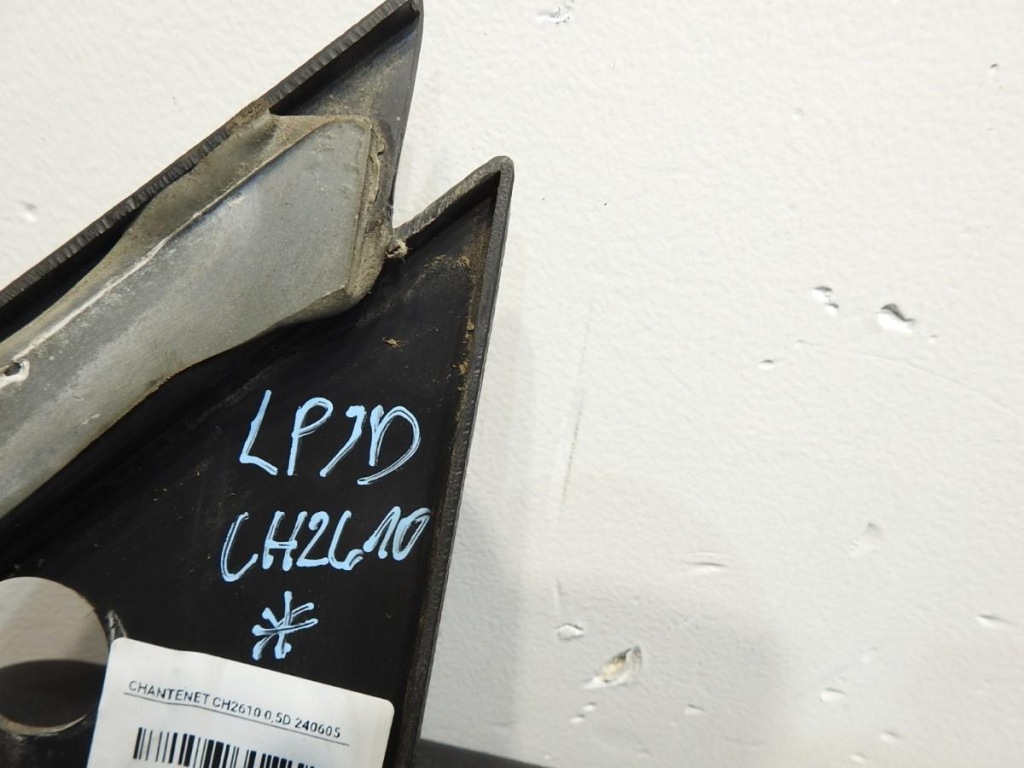 LPJD
CH2610
*
CHANTENET CH2610 0,5D 240605